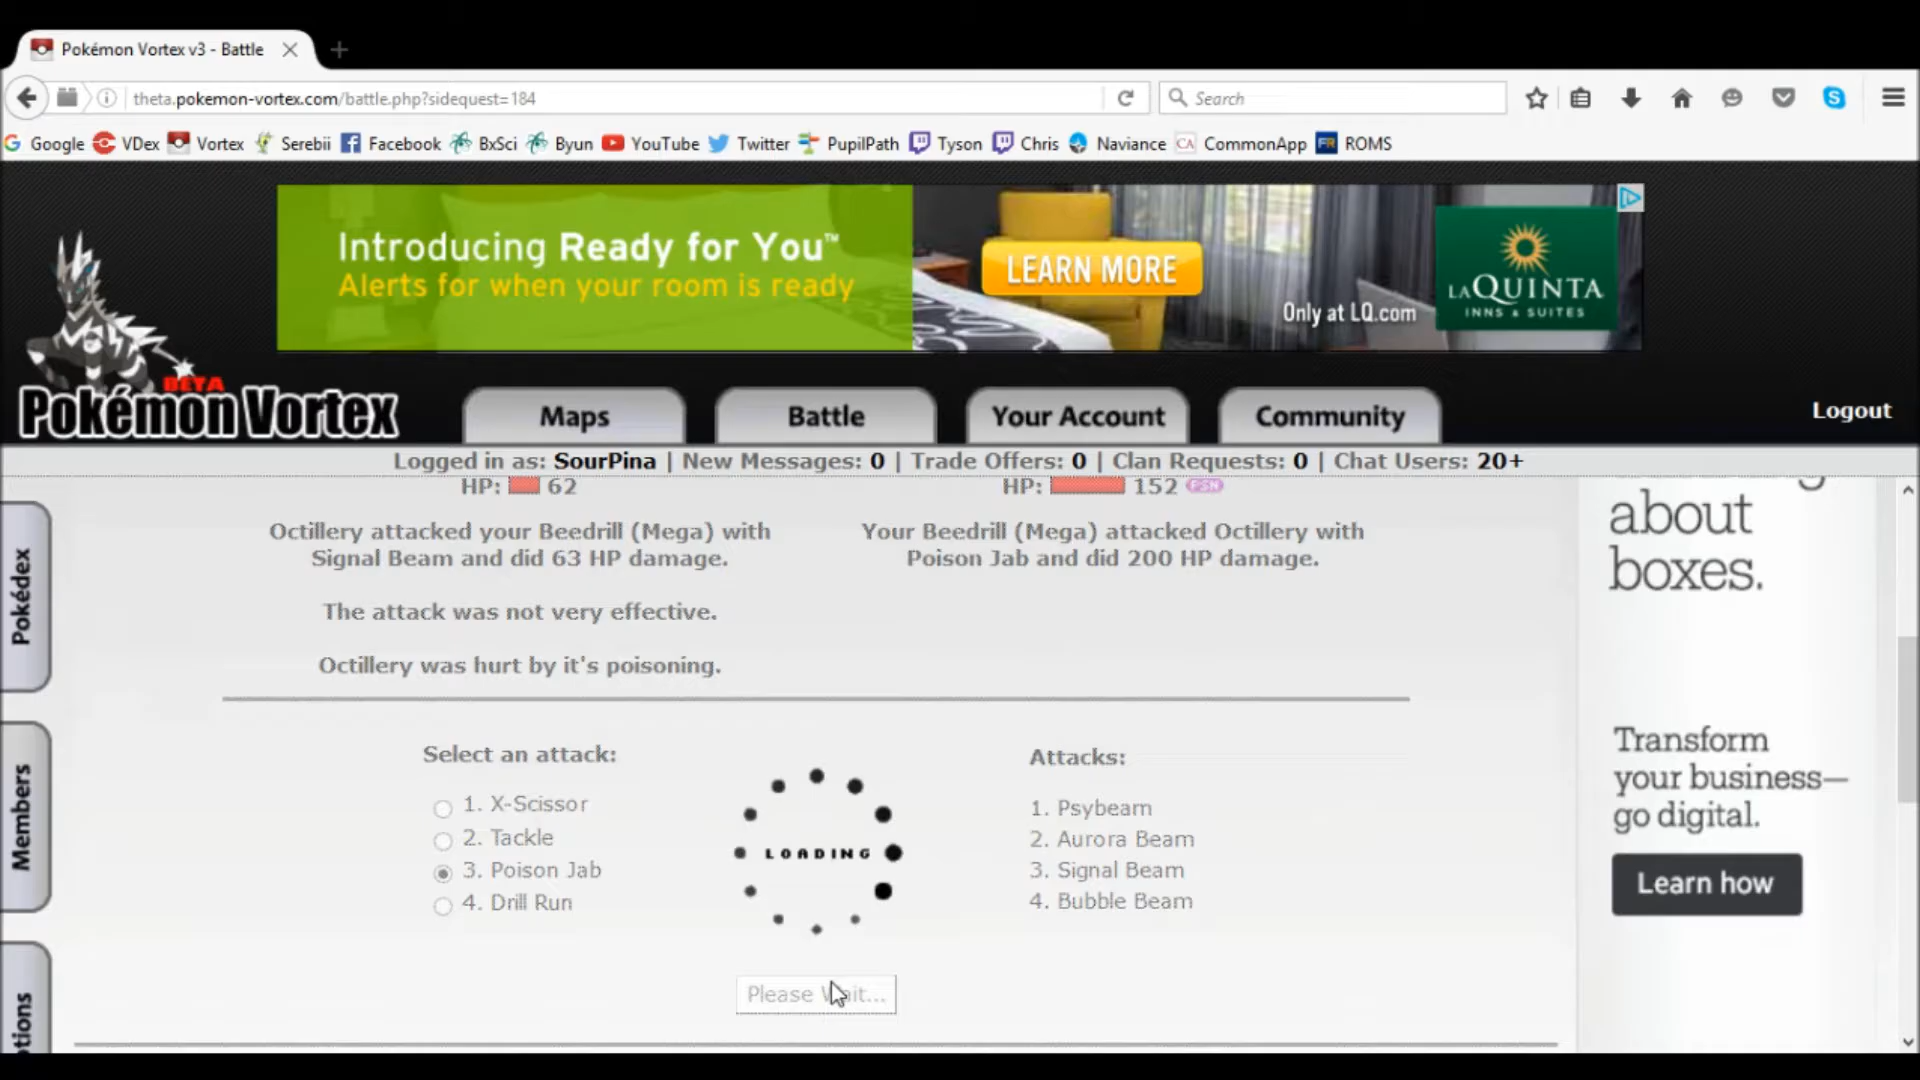 Pokémon Vortex v3 - Battle
theta.pokemon-vortex.com/battle.php?sidequest=184
Search
Google VDex Vortex Serebii Facebook BxSci Byun YouTube Twitter PupilPath Tyson Chris Naviance CA CommonApp FR ROMS
Introducing Ready for You™
Alerts for when your room is ready
LEARN MORE
Only at LQ.com
LAQUINTA
INNS & SUITES
BETA
Pokémon Vortex
Maps
Battle
Your Account
Community
Logout
Logged in as: SourPina | New Messages: 0 | Trade Offers: 0 | Clan Requests: 0 | Chat Users: 20+
HP: 62
HP: 152 PSN
Octillery attacked your Beedrill (Mega) with
Signal Beam and did 63 HP damage.
The attack was not very effective.
Octillery was hurt by it's poisoning.
Your Beedrill (Mega) attacked Octillery with
Poison Jab and did 200 HP damage.
Select an attack:
1. X-Scissor
2. Tackle
3. Poison Jab
4. Drill Run
LOADING
Attacks:
1. Psybeam
2. Aurora Beam
3. Signal Beam
4. Bubble Beam
Please Wait...
Pokédex
Members
about
boxes.
Transform
your business—
go digital.
Learn how